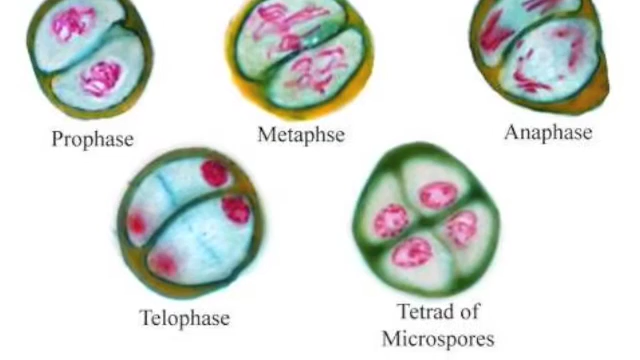 Prophase
Metaphse
Anaphase
Telophase
Tetrad of
Microspores